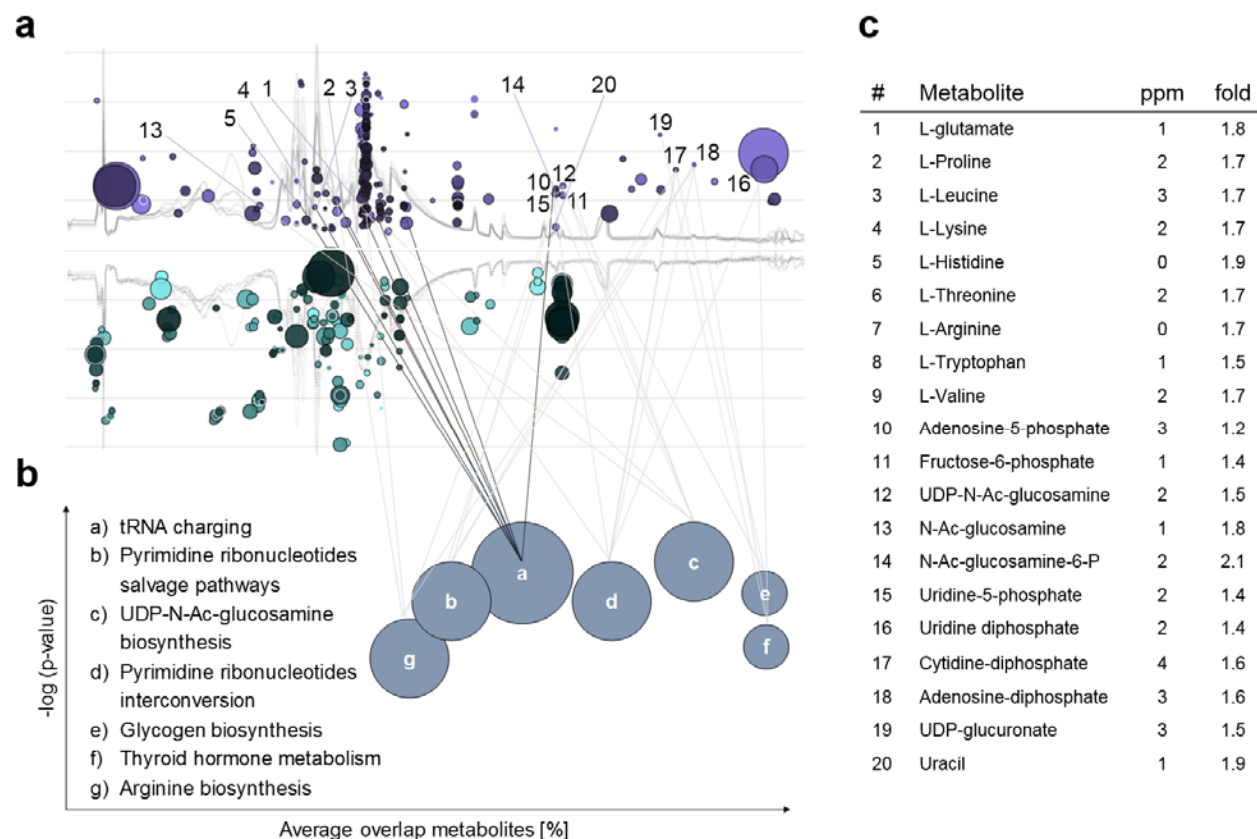 a
4 1 2 3 14 20
5
13
19
17 18
10 12
15 11
16
b
a) tRNA charging
b) Pyrimidine ribonucleotides
salvage pathways
c) UDP-N-Ac-glucosamine
biosynthesis
d) Pyrimidine ribonucleotides
interconversion
e) Glycogen biosynthesis
f) Thyroid hormone metabolism
g) Arginine biosynthesis
-log (p-value)
Average overlap metabolites [%]
g
b
a
d
c
e
f
c
# Metabolite ppm fold
1 L-glutamate 1 1.8
2 L-Proline 2 1.7
3 L-Leucine 3 1.7
4 L-Lysine 2 1.7
5 L-Histidine 0 1.9
6 L-Threonine 2 1.7
7 L-Arginine 0 1.7
8 L-Tryptophan 1 1.5
9 L-Valine 2 1.7
10 Adenosine-5-phosphate 3 1.2
11 Fructose-6-phosphate 1 1.4
12 UDP-N-Ac-glucosamine 2 1.5
13 N-Ac-glucosamine 1 1.8
14 N-Ac-glucosamine-6-P 2 2.1
15 Uridine-5-phosphate 2 1.4
16 Uridine diphosphate 2 1.4
17 Cytidine-diphosphate 4 1.6
18 Adenosine-diphosphate 3 1.6
19 UDP-glucuronate 3 1.5
20 Uracil 1 1.9